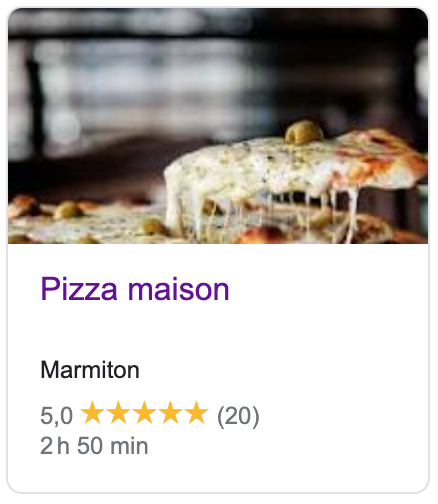 Pizza maison
Marmiton
5,0 ★★★★★ (20)
2 h 50 min